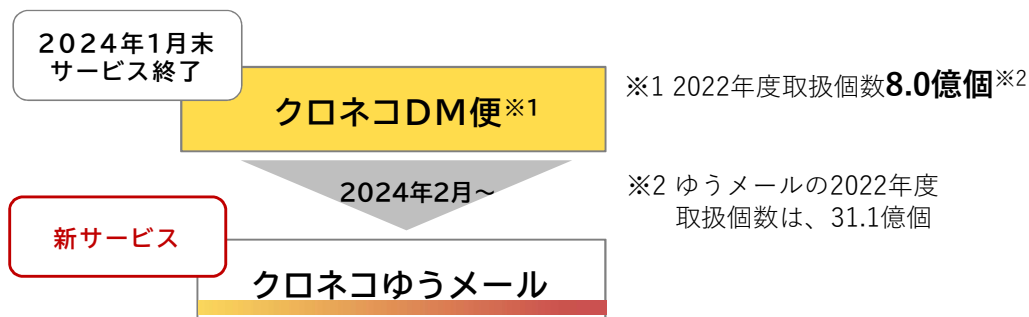 2024年1月末
サービス終了
クロネコDM便※1
※1 2022年度取扱個数8.0億個※2
2024年2月～
※2 ゆうメールの2022年度
取扱個数は、31.1億個
新サービス
クロネコゆうメール